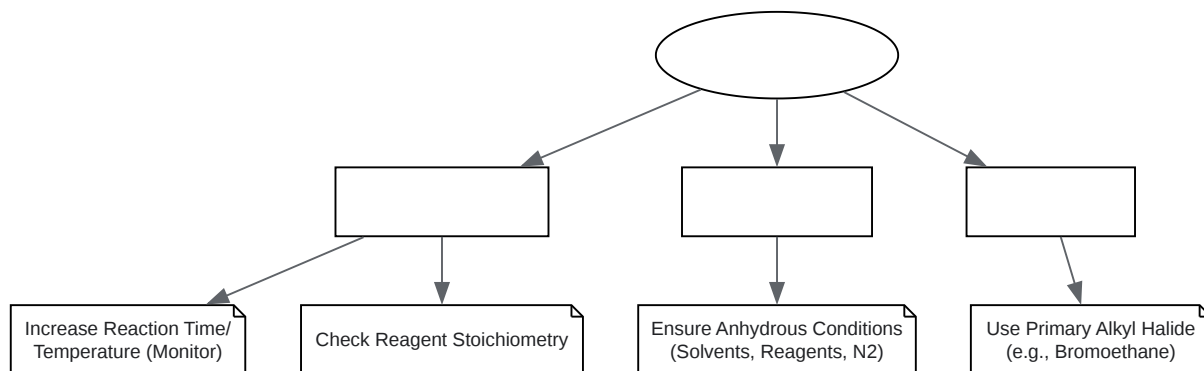 Increase Reaction Time/
Temperature (Monitor)
Check Reagent Stoichiometry
Ensure Anhydrous Conditions
(Solvents, Reagents, N2)
Use Primary Alkyl Halide
(e.g., Bromoethane)